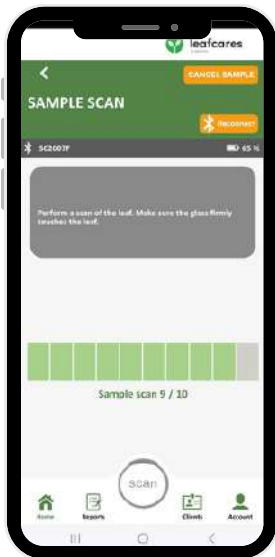 leafcares
CANCEL SAMPLE
SAMPLE SCAN
Reconnect
SC2007F
65 %
Perform a scan of the leaf. Make sure the glass firmly
touches the leaf.
Sample scan 9 / 10
scan
Home
Reports
Clients
Account